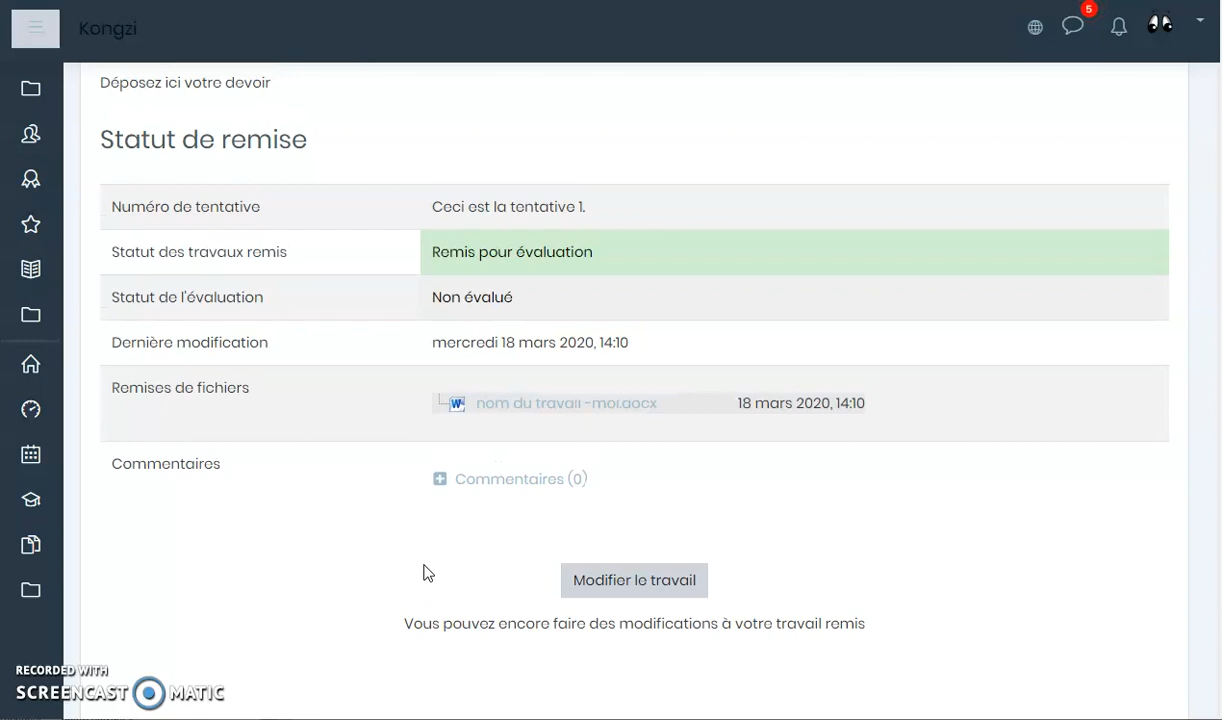 5
Kongzi
Déposez ici votre devoir
Statut de remise
Numéro de tentative Ceci est la tentative 1.
Statut des travaux remis Remis pour évaluation
Statut de l'évaluation Non évalué
Dernière modification mercredi 18 mars 2020, 14:10
Remises de fichiers nom du travail -moi.docx 18 mars 2020, 14:10
Commentaires Commentaires (0)
Modifier le travail
Vous pouvez encore faire des modifications à votre travail remis
RECORDED WITH
SCREENCAST MATIC